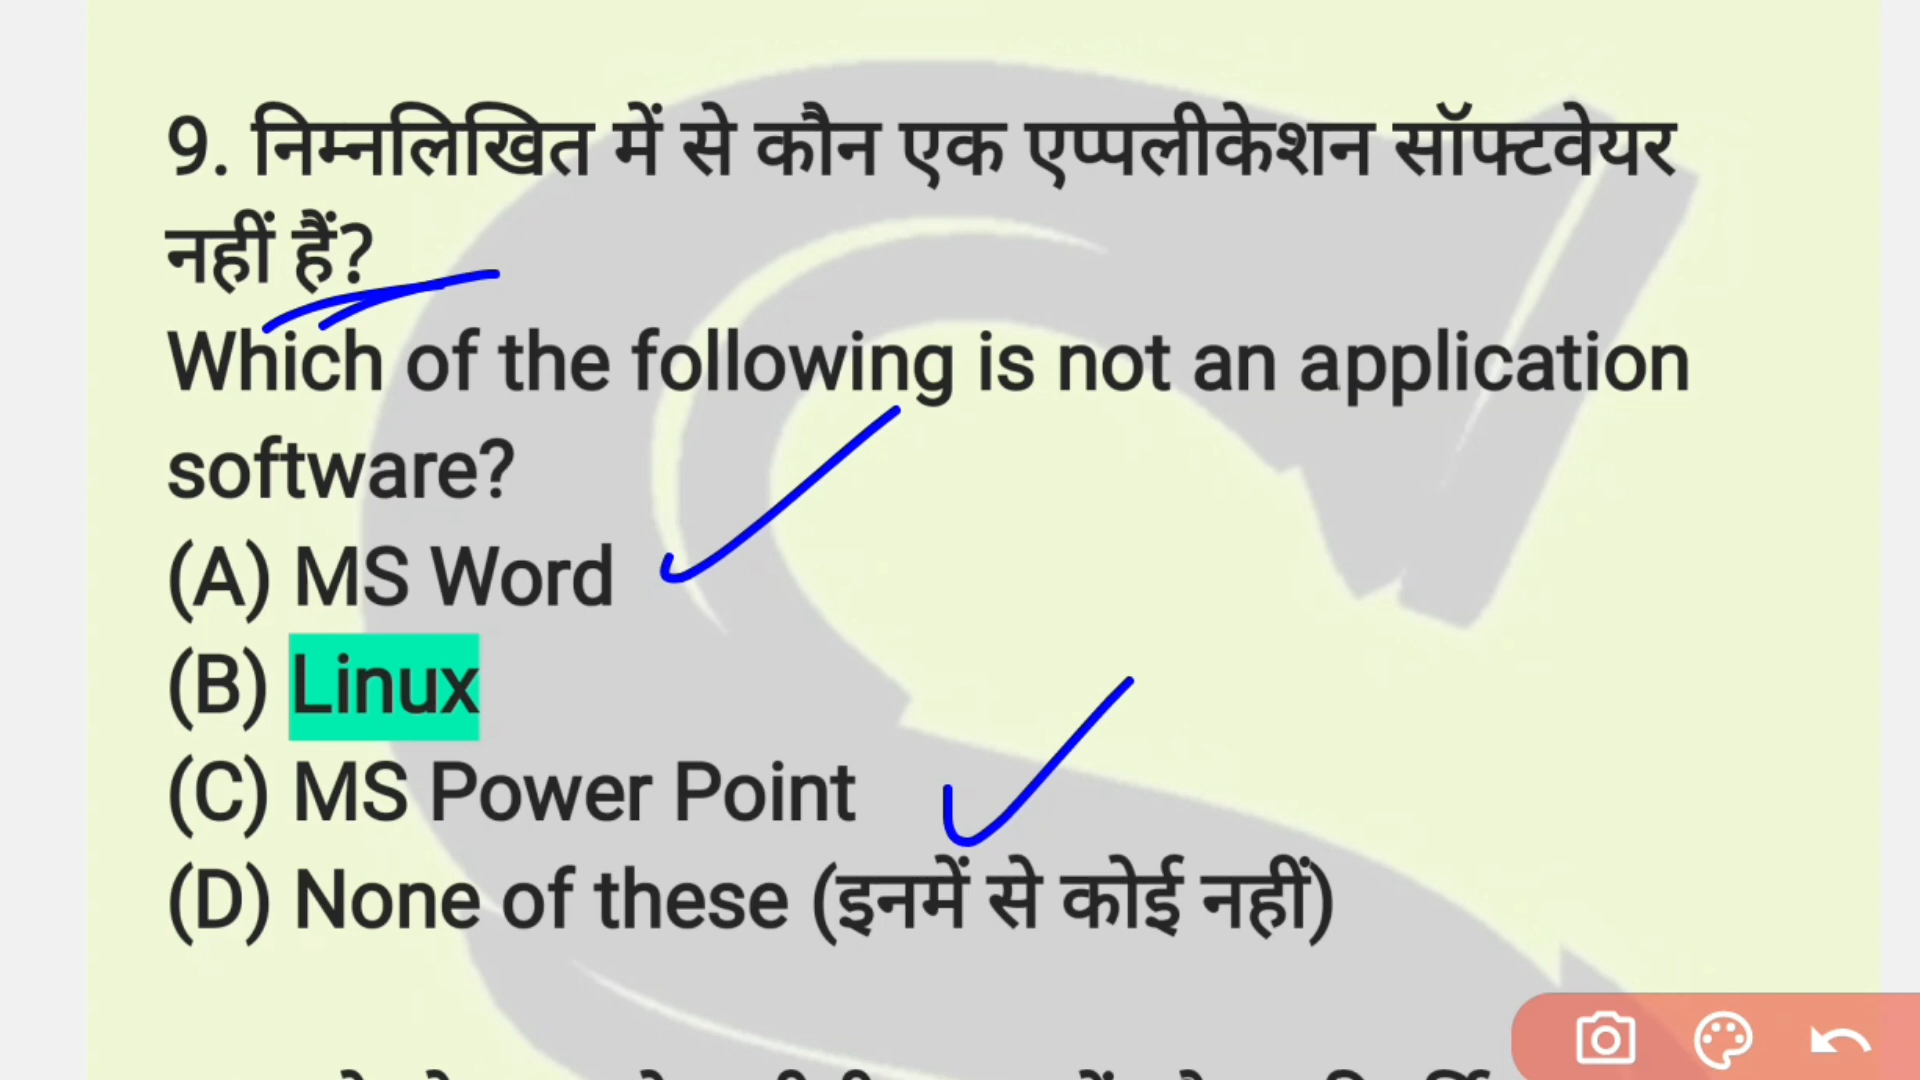 9. निम्नलिखित में से कौन एक एप्पलीकेशन सॉफ्टवेयर
नहीं हैं?
Which of the following is not an application
software?
(A) MS Word
(B) Linux
(C) MS Power Point
(D) None of these (इनमें से कोई नहीं)